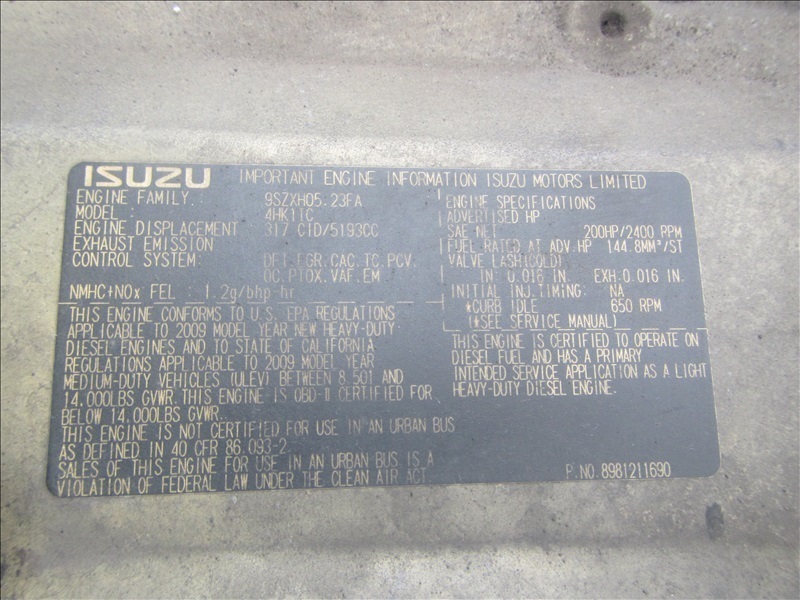 ISUZU IMPORTANT ENGINE INFORMATION ISUZU MOTORS LIMITED
ENGINE FAMILY: 9SZXH05.23FA
MODEL: 4HK1TC
ENGINE DISPLACEMENT 317 CID/5193CC
EXHAUST EMISSION
CONTROL SYSTEM: DFI.EGR.CAC.TC.PCV.
OC.PTOX.VAF.EM
NMHC+NOx FEL : 1.2g/bhp-hr
THIS ENGINE CONFORMS TO U.S. EPA REGULATIONS
APPLICABLE TO 2009 MODEL YEAR NEW HEAVY-DUTY
DIESEL ENGINES AND TO STATE OF CALIFORNIA
REGULATIONS APPLICABLE TO 2009 MODEL YEAR
MEDIUM-DUTY VEHICLES (ULEV) BETWEEN 8,501 AND
14,000LBS GVWR.THIS ENGINE IS OBD-II CERTIFIED FOR
BELOW 14,000LBS GVWR.
THIS ENGINE IS NOT CERTIFIED FOR USE IN AN URBAN BUS
AS DEFINED IN 40 CFR 86.093-2.
SALES OF THIS ENGINE FOR USE IN AN URBAN BUS IS A
VIOLATION OF FEDERAL LAW UNDER THE CLEAN AIR ACT.
ENGINE SPECIFICATIONS
ADVERTISED HP
SAE NET 200HP/2400 RPM
FUEL RATED AT ADV.HP 144.8MM³/ST
VALVE LASH(COLD)
IN: 0.016 IN. EXH:0.016 IN.
INITIAL INJ.TIMING: NA
*CURB IDLE 650 RPM
(*SEE SERVICE MANUAL)
THIS ENGINE IS CERTIFIED TO OPERATE ON
DIESEL FUEL AND HAS A PRIMARY
INTENDED SERVICE APPLICATION AS A LIGHT
HEAVY-DUTY DIESEL ENGINE.
P.NO.8981211690